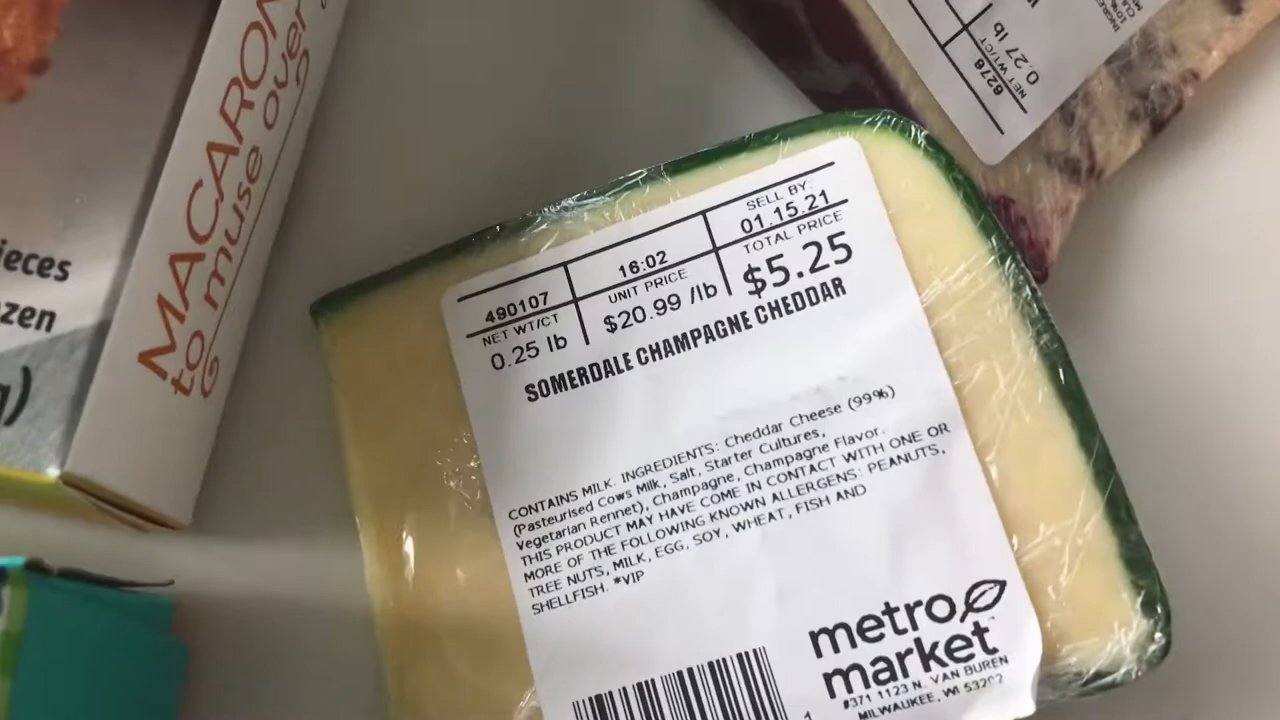 MACARON
to muse over
ieces
zen
g)
6276
NET WT/CT
0.27 lb
490107
16:02
SELL BY:
01.15.21
NET WT/CT
0.25 lb
UNIT PRICE
$20.99 /lb
TOTAL PRICE
$5.25
SOMERDALE CHAMPAGNE CHEDDAR
CONTAINS MILK. INGREDIENTS: Cheddar Cheese (99%)
(Pasteurised Cows Milk, Salt, Starter Cultures,
Vegetarian Rennet), Champagne, Champagne Flavor.
THIS PRODUCT MAY HAVE COME IN CONTACT WITH ONE OR
MORE OF THE FOLLOWING KNOWN ALLERGENS: PEANUTS,
TREE NUTS, MILK, EGG, SOY, WHEAT, FISH AND
SHELLFISH. *VIP
metro
market
#371 1123 N. VAN BUREN
MILWAUKEE, WI 53202